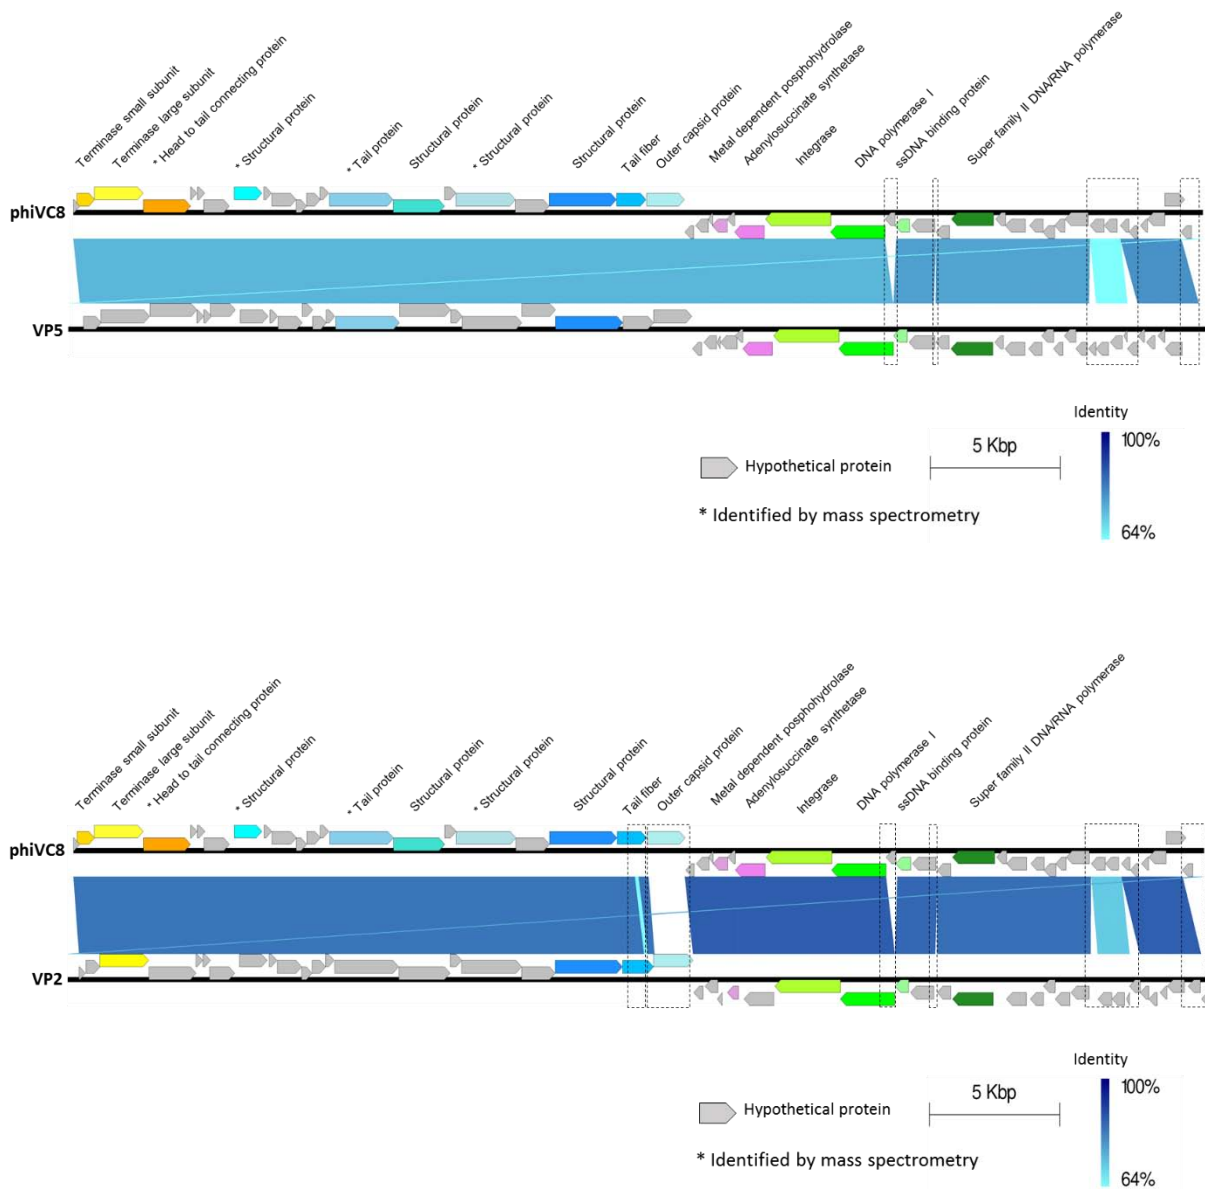 Terminase small subunit
Terminase large subunit
* Head to tail connecting protein
* Structural protein
* Tail protein
Structural protein
* Structural protein
Structural protein
Tail fiber
Outer capsid protein
Metal dependent posphohydrolase
Adenylosuccinate synthetase
Integrase
DNA polymerase I
ssDNA binding protein
Super family II DNA/RNA polymerase
phiVC8
VP5
Identity
100%
5 Kbp
Hypothetical protein
* Identified by mass spectrometry
64%
Terminase small subunit
Terminase large subunit
* Head to tail connecting protein
* Structural protein
* Tail protein
Structural protein
* Structural protein
Structural protein
Tail fiber
Outer capsid protein
Metal dependent posphohydrolase
Adenylosuccinate synthetase
Integrase
DNA polymerase I
ssDNA binding protein
Super family II DNA/RNA polymerase
phiVC8
VP2
Identity
100%
5 Kbp
Hypothetical protein
* Identified by mass spectrometry
64%